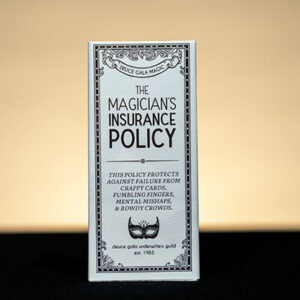 DEUCE GALA MAGIC
THE
MAGICIAN'S
INSURANCE
POLICY
THIS POLICY PROTECTS
AGAINST FAILURE FROM
CRAPPY CARDS,
FUMBLING FINGERS,
MENTAL MISHAPS,
& ROWDY CROWDS.
deuce gala underwriters guild
est. 1983